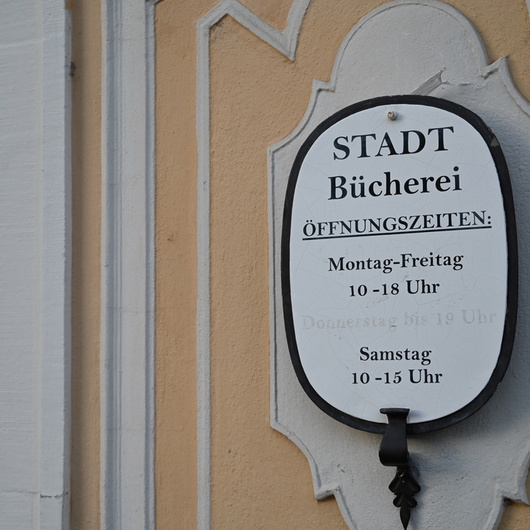 STADT
Bücherei
ÖFFNUNGSZEITEN:
Montag-Freitag
10 -18 Uhr
Donnerstag bis 19 Uhr
Samstag
10 -15 Uhr